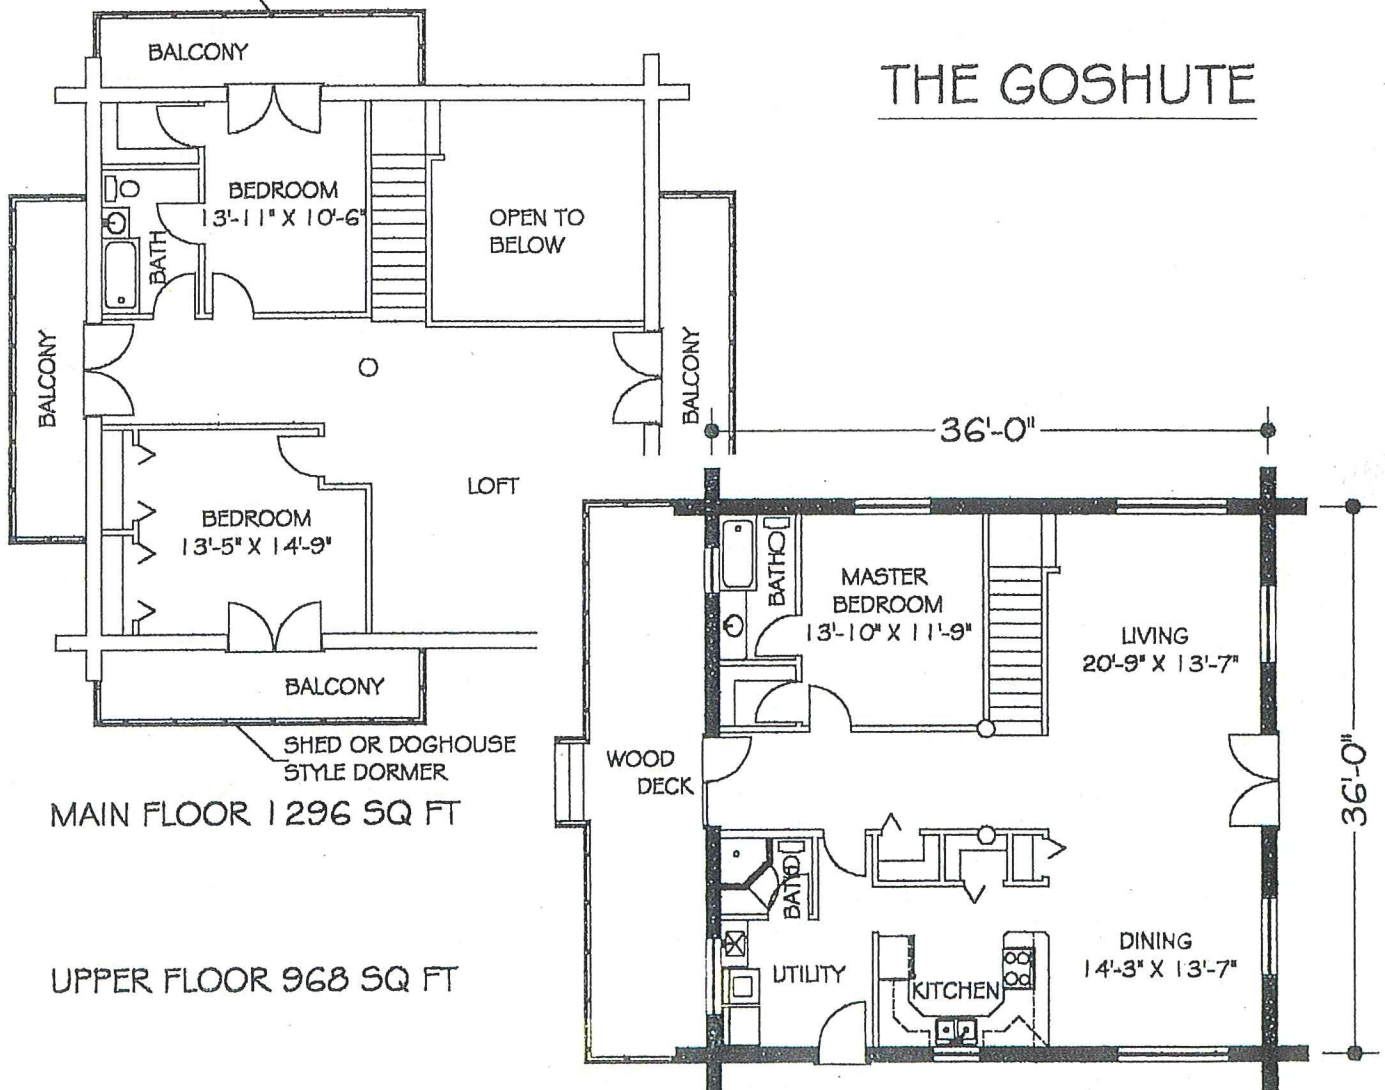 THE GOSHUTE
BALCONY
BEDROOM
13'-11" X 10'-6"
BATH
OPEN TO
BELOW
BALCONY
BALCONY
LOFT
BEDROOM
13'-5" X 14'-9"
BALCONY
SHED OR DOGHOUSE
STYLE DORMER
MAIN FLOOR 1296 SQ FT
UPPER FLOOR 968 SQ FT
36'-0"
BATH
MASTER
BEDROOM
13'-10" X 11'-9"
LIVING
20'-9" X 13'-7"
WOOD
DECK
36'-0"
BATH
UTILITY
KITCHEN
DINING
14'-3" X 13'-7"